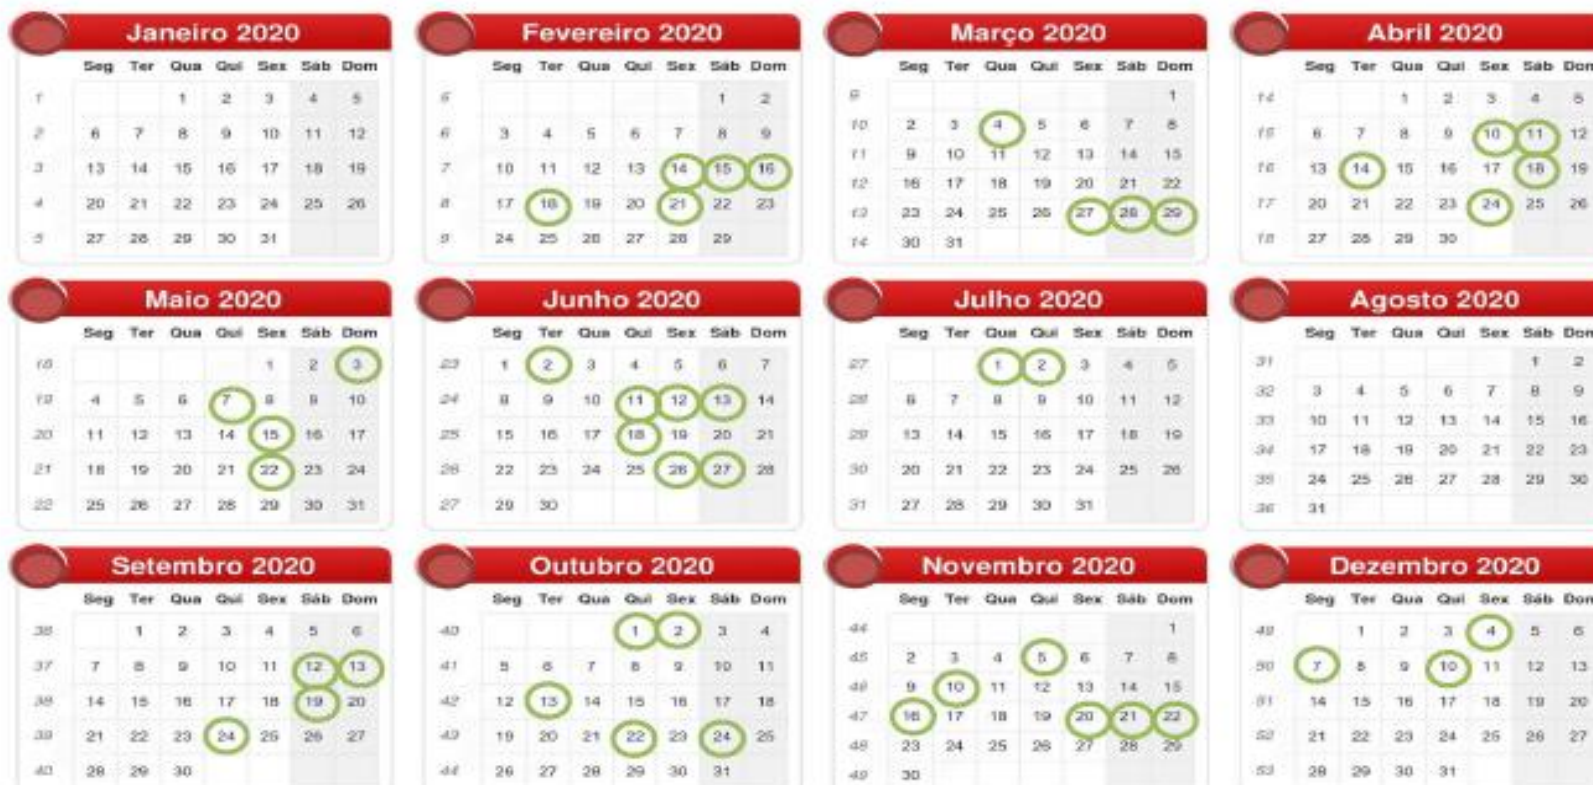 Janeiro 2020
Seg Ter Qua Qui Sex Sáb Dom
1 1 2 3 4 5
2 6 7 8 9 10 11 12
3 13 14 15 16 17 18 19
4 20 21 22 23 24 25 26
5 27 28 29 30 31
Fevereiro 2020
Seg Ter Qua Qui Sex Sáb Dom
5 1 2
6 3 4 5 6 7 8 9
7 10 11 12 13 14 15 16
8 17 18 19 20 21 22 23
9 24 25 26 27 28 29
Março 2020
Seg Ter Qua Qui Sex Sáb Dom
9 1
10 2 3 4 5 6 7 8
11 9 10 11 12 13 14 15
12 16 17 18 19 20 21 22
13 23 24 25 26 27 28 29
14 30 31
Abril 2020
Seg Ter Qua Qui Sex Sáb Dom
14 1 2 3 4 5
15 6 7 8 9 10 11 12
16 13 14 15 16 17 18 19
17 20 21 22 23 24 25 26
18 27 28 29 30
Maio 2020
Seg Ter Qua Qui Sex Sáb Dom
18 1 2 3
19 4 5 6 7 8 9 10
20 11 12 13 14 15 16 17
21 18 19 20 21 22 23 24
22 25 26 27 28 29 30 31
Junho 2020
Seg Ter Qua Qui Sex Sáb Dom
23 1 2 3 4 5 6 7
24 8 9 10 11 12 13 14
25 15 16 17 18 19 20 21
26 22 23 24 25 26 27 28
27 29 30
Julho 2020
Seg Ter Qua Qui Sex Sáb Dom
27 1 2 3 4 5
28 6 7 8 9 10 11 12
29 13 14 15 16 17 18 19
30 20 21 22 23 24 25 26
31 27 28 29 30 31
Agosto 2020
Seg Ter Qua Qui Sex Sáb Dom
31 1 2
32 3 4 5 6 7 8 9
33 10 11 12 13 14 15 16
34 17 18 19 20 21 22 23
35 24 25 26 27 28 29 30
36 31
Setembro 2020
Seg Ter Qua Qui Sex Sáb Dom
36 1 2 3 4 5 6
37 7 8 9 10 11 12 13
38 14 15 16 17 18 19 20
39 21 22 23 24 25 26 27
40 28 29 30
Outubro 2020
Seg Ter Qua Qui Sex Sáb Dom
40 1 2 3 4
41 5 6 7 8 9 10 11
42 12 13 14 15 16 17 18
43 19 20 21 22 23 24 25
44 26 27 28 29 30 31
Novembro 2020
Seg Ter Qua Qui Sex Sáb Dom
44 1
45 2 3 4 5 6 7 8
46 9 10 11 12 13 14 15
47 16 17 18 19 20 21 22
48 23 24 25 26 27 28 29
49 30
Dezembro 2020
Seg Ter Qua Qui Sex Sáb Dom
49 1 2 3 4 5 6
50 7 8 9 10 11 12 13
51 14 15 16 17 18 19 20
52 21 22 23 24 25 26 27
53 28 29 30 31